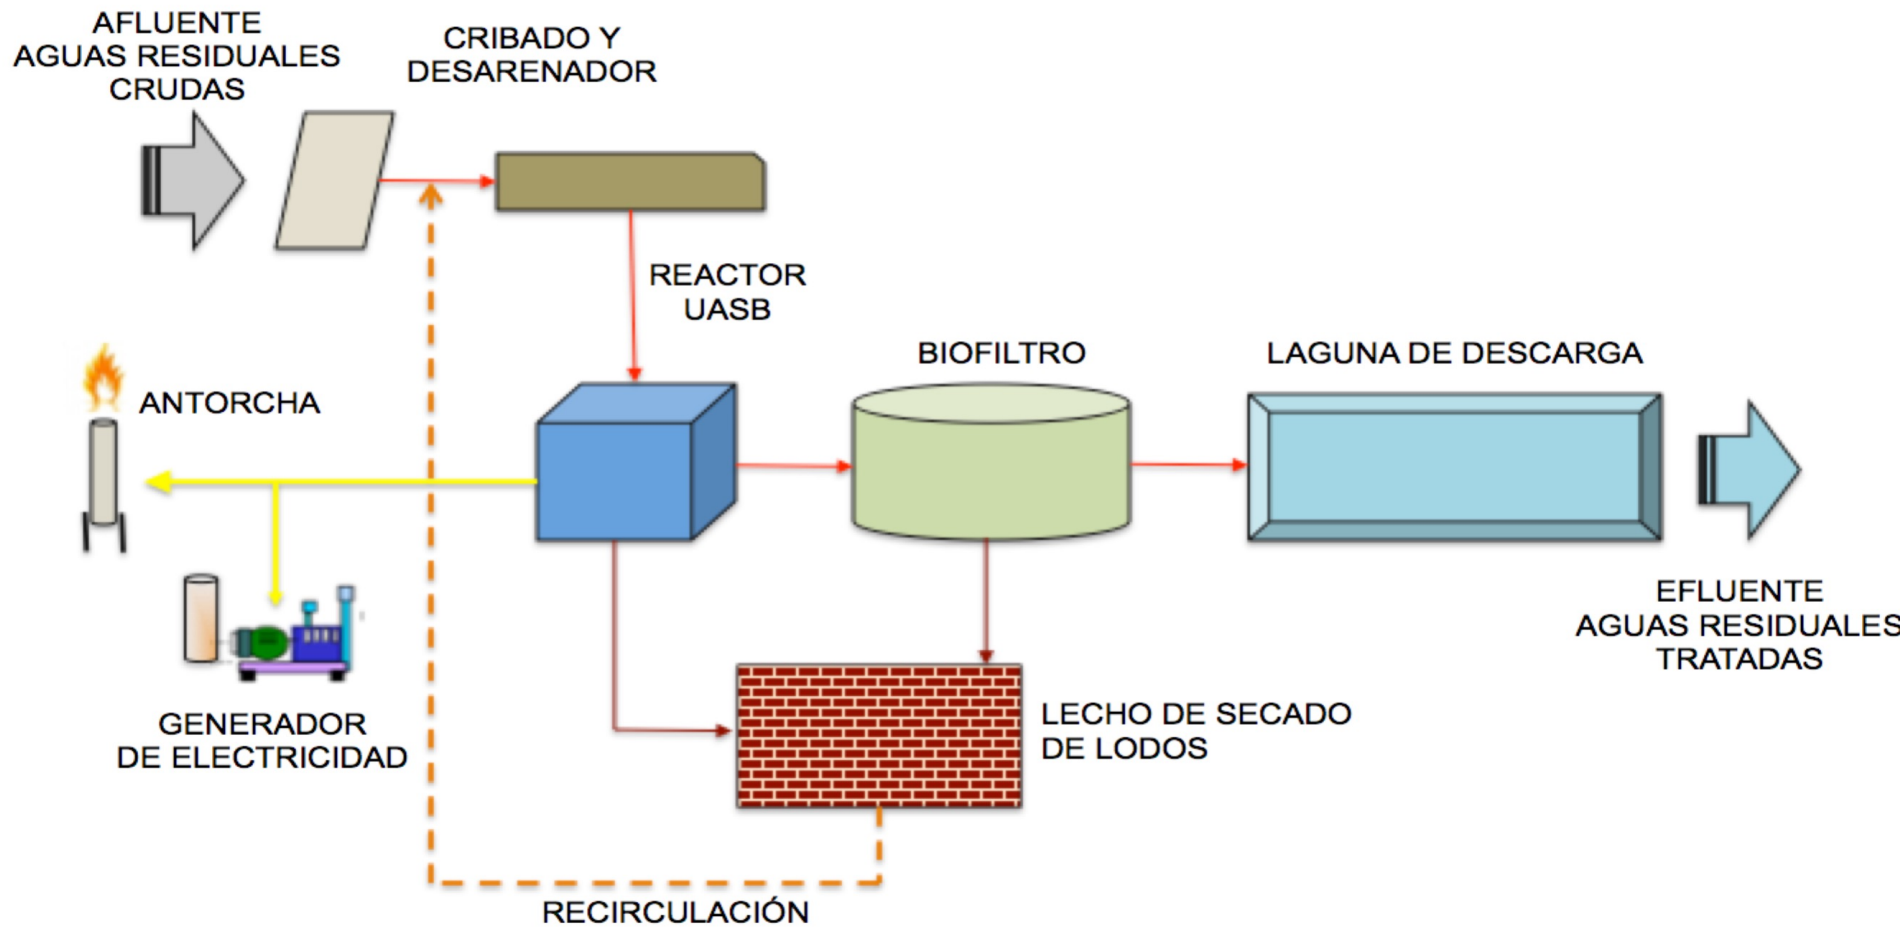 AFLUENTE
AGUAS RESIDUALES
CRUDAS
CRIBADO Y
DESARENADOR
REACTOR
UASB
BIOFILTRO
LAGUNA DE DESCARGA
ANTORCHA
EFLUENTE
AGUAS RESIDUALES
TRATADAS
GENERADOR
DE ELECTRICIDAD
LECHO DE SECADO
DE LODOS
RECIRCULACIÓN